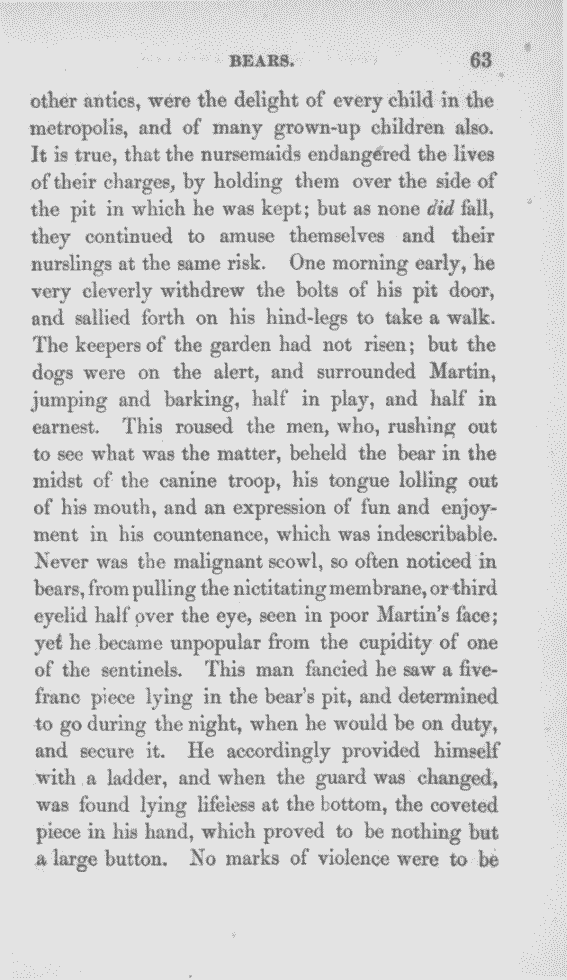 BEARS. 63
other antics, were the delight of every child in the
metropolis, and of many grown-up children also.
It is true, that the nursemaids endangered the lives
of their charges, by holding them over the side of
the pit in which he was kept; but as none did fall,
they continued to amuse themselves and their
nurslings at the same risk. One morning early, he
very cleverly withdrew the bolts of his pit door,
and sallied forth on his hind-legs to take a walk.
The keepers of the garden had not risen; but the
dogs were on the alert, and surrounded Martin,
jumping and barking, half in play, and half in
earnest. This roused the men, who, rushing out
to see what was the matter, beheld the bear in the
midst of the canine troop, his tongue lolling out
of his mouth, and an expression of fun and enjoy-
ment in his countenance, which was indescribable.
Never was the malignant scowl, so often noticed in
bears, from pulling the nictitating membrane, or third
eyelid half over the eye, seen in poor Martin's face;
yet he became unpopular from the cupidity of one
of the sentinels. This man fancied he saw a five-
franc piece lying in the bear's pit, and determined
to go during the night, when he would be on duty,
and secure it. He accordingly provided himself
with a ladder, and when the guard was changed,
was found lying lifeless at the bottom, the coveted
piece in his hand, which proved to be nothing but
a large button. No marks of violence were to be